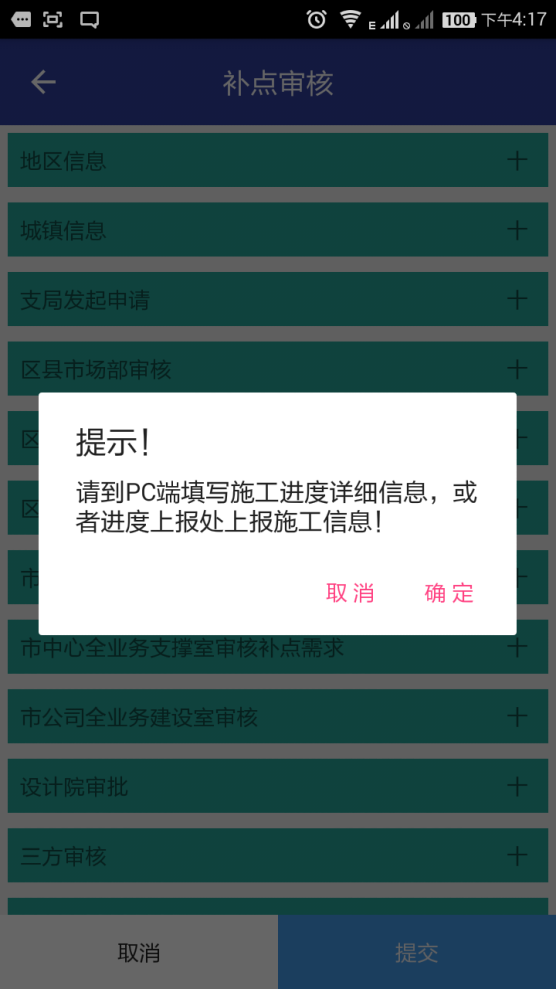 E 100 下午4:17
补点审核
地区信息
城镇信息
支局发起申请
区县市场部审核
区
提示！
请到PC端填写施工进度详细信息，或
者进度上报处上报施工信息！
区
市
取消 确定
市中心全业务支撑室审核补点需求
市公司全业务建设室审核
设计院审批
三方审核
取消 提交